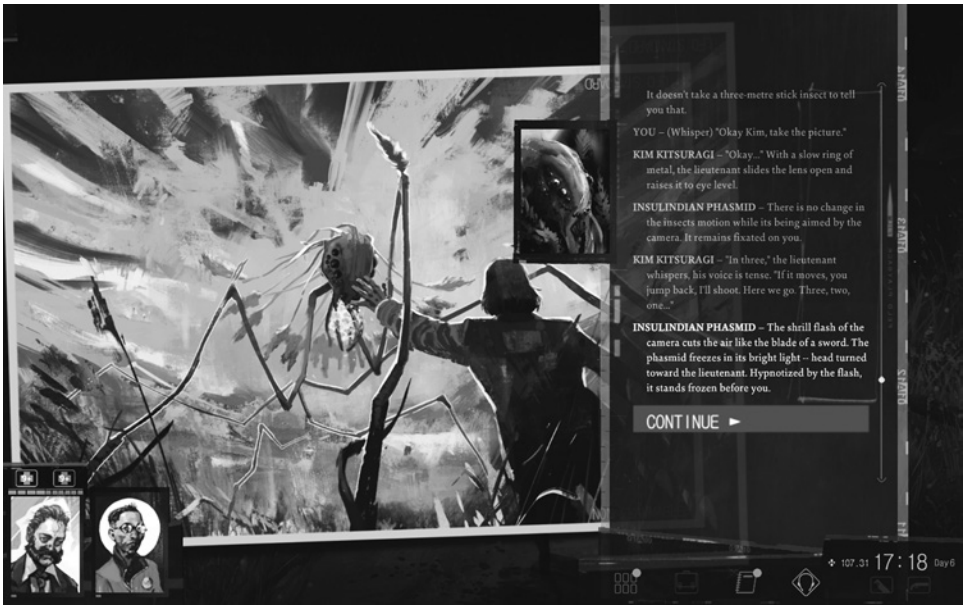 It doesn't take a three-metre stick insect to tell
you that.
YOU – (Whisper) "Okay Kim, take the picture."
KIM KITSURAGI – "Okay..." With a slow ring of
metal, the lieutenant slides the lens open and
raises it to eye level.
INSULINDIAN PHASMID – There is no change in
the insects motion while its being aimed by the
camera. It remains fixated on you.
KIM KITSURAGI – "In three," the lieutenant
whispers, his voice is tense. "If it moves, you
jump back, I'll shoot. Here we go. Three, two,
one..."
INSULINDIAN PHASMID – The shrill flash of the
camera cuts the air like the blade of a sword. The
phasmid freezes in its bright light – head turned
toward the lieutenant. Hypnotized by the flash,
it stands frozen before you.
CONTINUE
107.31 17:18 Day 6